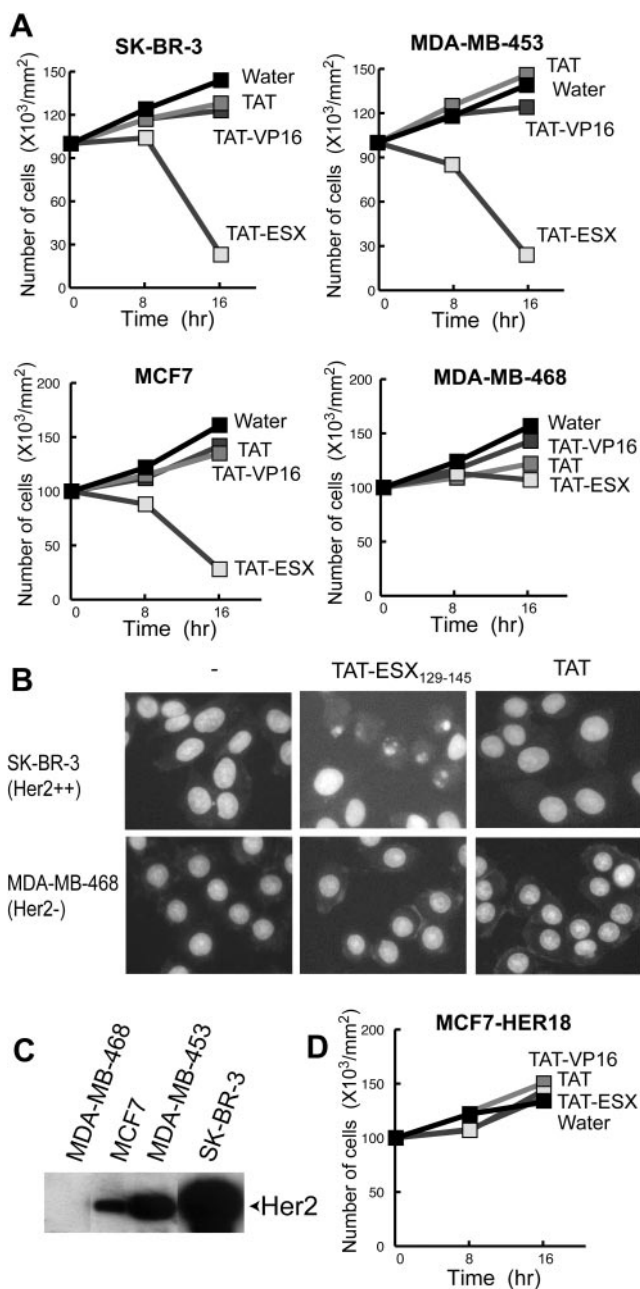 A
SK-BR-3
Number of cells (X10³/mm²)
150
120
90
60
30
0
0 8 16
Time (hr)
Water
TAT
TAT-VP16
TAT-ESX
MDA-MB-453
Number of cells (X10³/mm²)
150
120
90
60
30
0
0 8 16
Time (hr)
TAT
Water
TAT-VP16
TAT-ESX
MCF7
Number of cells (X10³/mm²)
200
150
100
50
0 8 16
Time (hr)
Water
TAT
TAT-VP16
TAT-ESX
MDA-MB-468
Number of cells (X10³/mm²)
200
150
100
50
0 8 16
Time (hr)
Water
TAT-VP16
TAT
TAT-ESX
B
- TAT-ESX₁₂₉₋₁₄₅ TAT
SK-BR-3
(Her2++)
MDA-MB-468
(Her2-)
C
MDA-MB-468
MCF7
MDA-MB-453
SK-BR-3
Her2
D
MCF7-HER18
Number of cells (X10³/mm²)
200
150
100
50
0 8 16
Time (hr)
TAT-VP16
TAT
TAT-ESX
Water